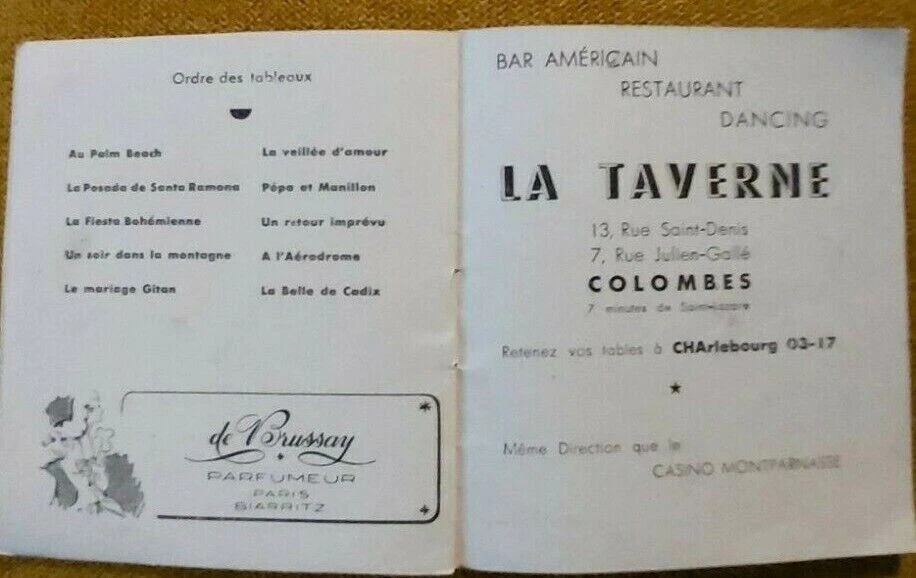 Ordre des tableaux
Au Palm Beach
La Posada de Santa Ramona
La Fiesta Bohémienne
Un soir dans la montagne
Le mariage Gitan
La veillée d'amour
Pépa et Manillon
Un retour imprévu
A l'Aérodrome
La Belle de Cadix
de Brussay
PARFUMEUR
PARIS
BIARRITZ
BAR AMÉRICAIN
RESTAURANT
DANCING
LA TAVERNE
13, Rue Saint-Denis
7, Rue Julien-Gallé
COLOMBES
7 minutes de Saint-Lazare
Retenez vos tables à CHArlebourg 03-17
Même Direction que le
CASINO MONTPARNASSE